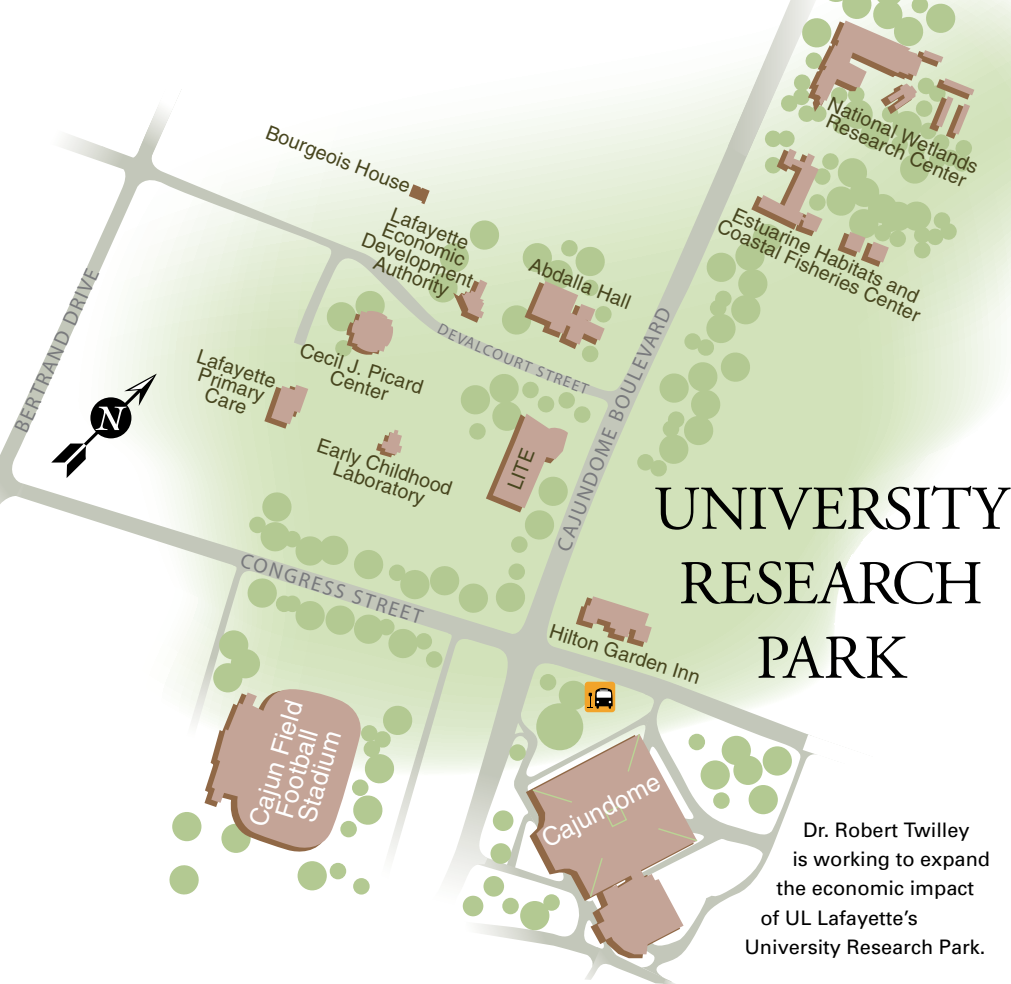 National Wetlands
Research Center
Bourgeois House
Lafayette
Economic
Development
Authority
Estuarine Habitats and
Coastal Fisheries Center
Abdalla Hall
BERTRAND DRIVE
DEVALCOURT STREET
CAJUNDOME BOULEVARD
Cecil J. Picard
Center
Lafayette
Primary
Care
N
Early Childhood
Laboratory
LITE
UNIVERSITY
RESEARCH
PARK
CONGRESS STREET
Hilton Garden Inn
Cajun Field
Football
Stadium
Cajundome
Dr. Robert Twilley
is working to expand
the economic impact
of UL Lafayette’s
University Research Park.